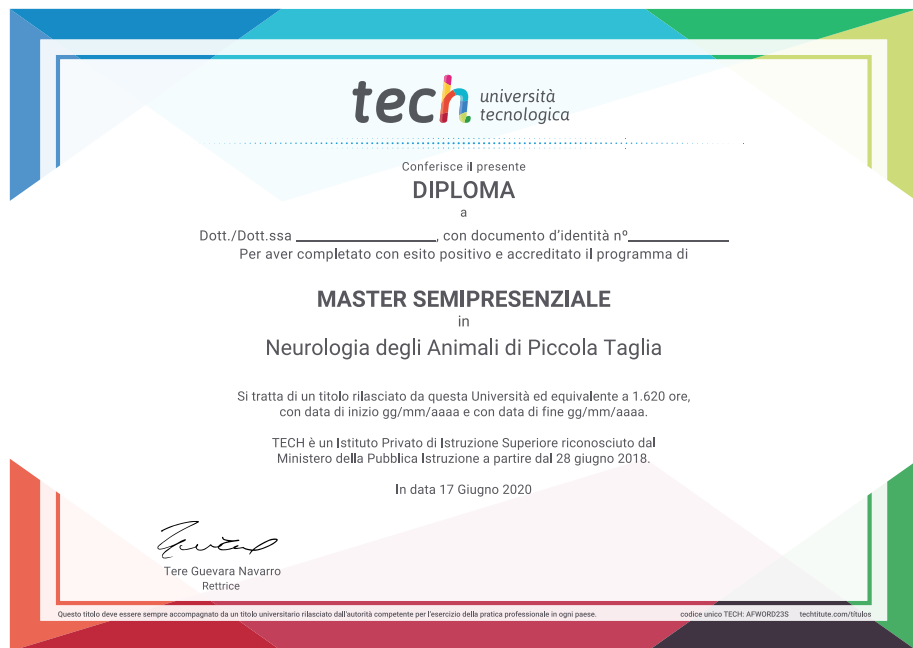 tech università
tecnologica
Conferisce il presente
DIPLOMA
a
Dott./Dott.ssa ________________, con documento d'identità nº____________
Per aver completato con esito positivo e accreditato il programma di
MASTER SEMIPRESENZIALE
in
Neurologia degli Animali di Piccola Taglia
Si tratta di un titolo rilasciato da questa Università ed equivalente a 1.620 ore,
con data di inizio gg/mm/aaaa e con data di fine gg/mm/aaaa.
TECH è un Istituto Privato di Istruzione Superiore riconosciuto dal
Ministero della Pubblica Istruzione a partire dal 28 giugno 2018.
In data 17 Giugno 2020
Tere Guevara Navarro
Rettrice
Questo titolo deve essere sempre accompagnato da un titolo universitario rilasciato dall'autorità competente per l'esercizio della pratica professionale in ogni paese. codice unico TECH: AFWORD23S techtitute.com/titulos